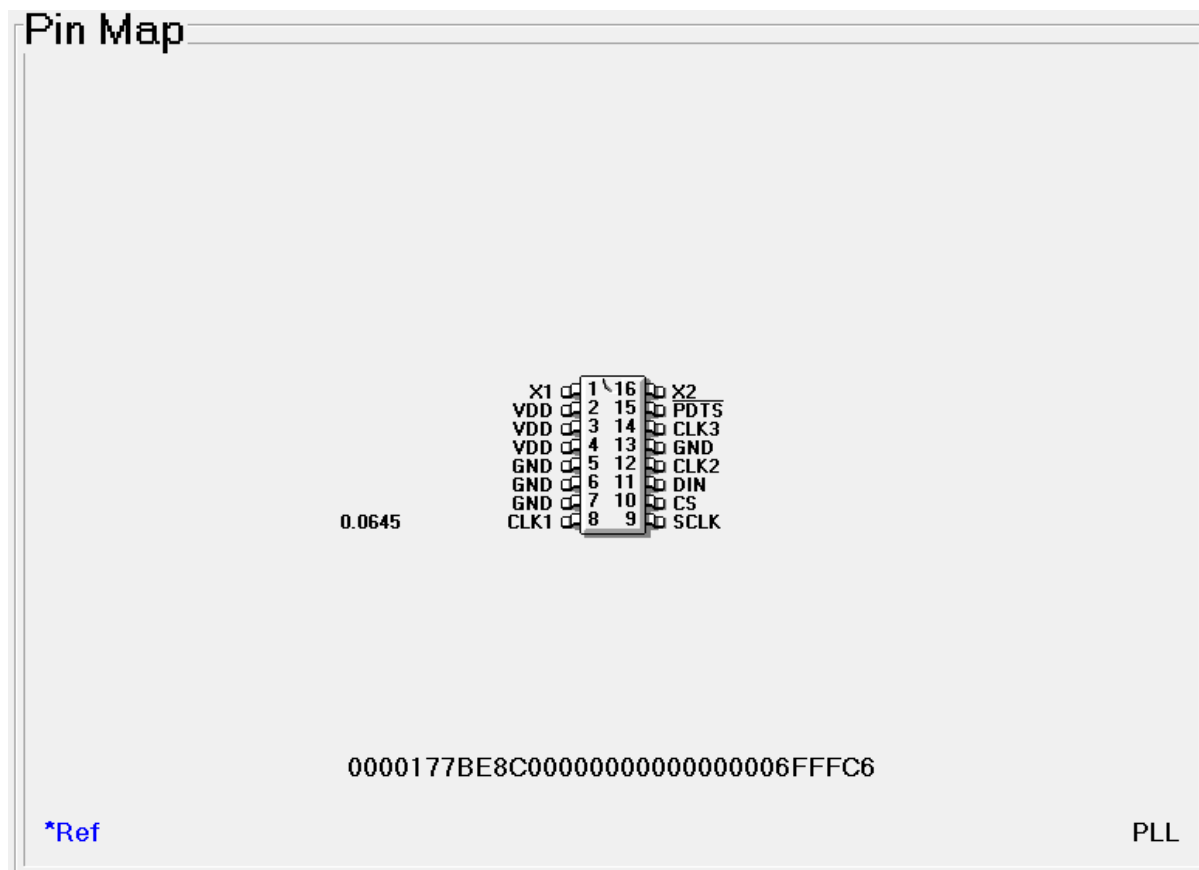 Pin Map
X1 1 16 X2
VDD 2 15 PDTS
VDD 3 14 CLK3
VDD 4 13 GND
GND 5 12 CLK2
GND 6 11 DIN
GND 7 10 CS
0.0645 CLK1 8 9 SCLK
0000177BE8C00000000000000006FFFC6
*Ref PLL